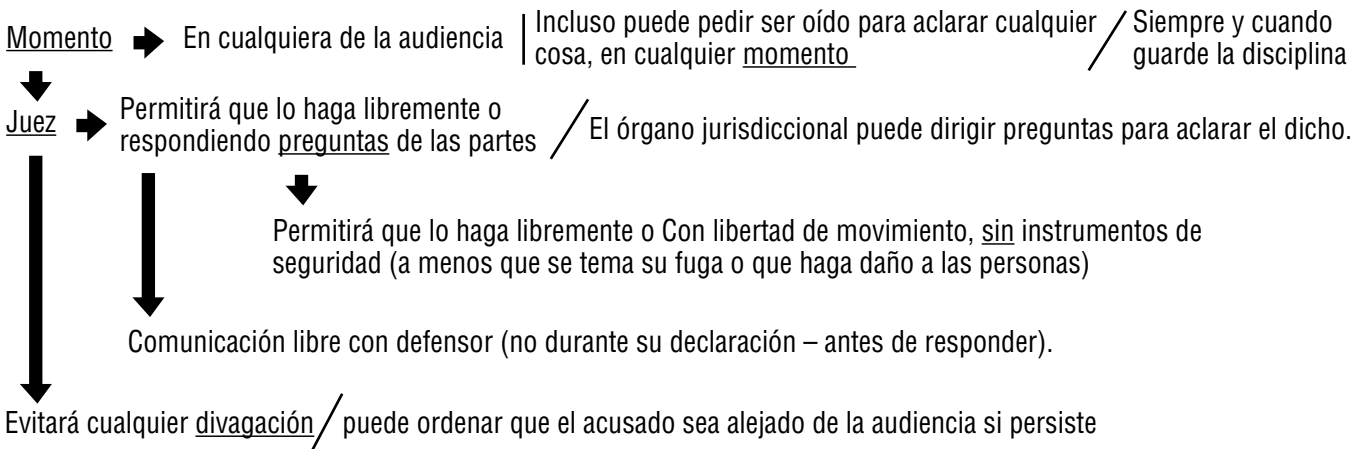 Momento
En cualquiera de la audiencia
Incluso puede pedir ser oído para aclarar cualquier
cosa, en cualquier momento
Siempre y cuando
guarde la disciplina
Juez
Permitirá que lo haga libremente o
respondiendo preguntas de las partes
El órgano jurisdiccional puede dirigir preguntas para aclarar el dicho.
Permitirá que lo haga libremente o Con libertad de movimiento, sin instrumentos de
seguridad (a menos que se tema su fuga o que haga daño a las personas)
Comunicación libre con defensor (no durante su declaración – antes de responder).
Evitará cualquier divagación
puede ordenar que el acusado sea alejado de la audiencia si persiste